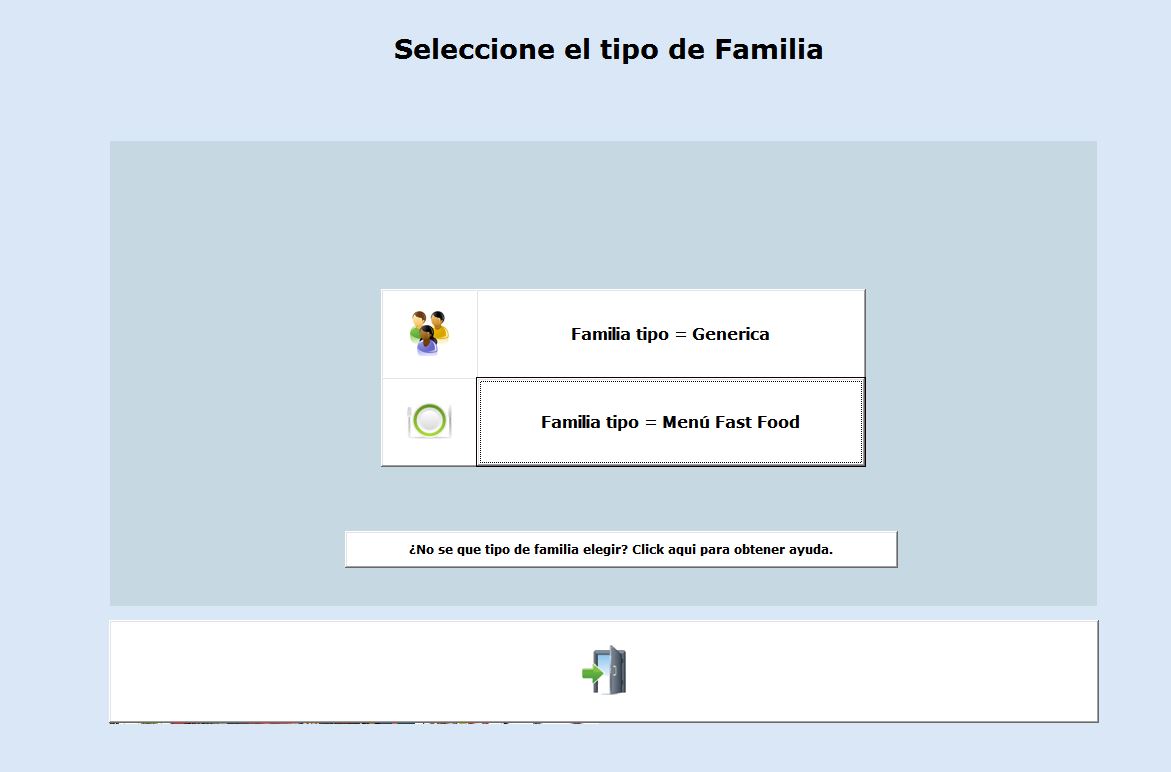 Seleccione el tipo de Familia
Familia tipo = Generica
Familia tipo = Menú Fast Food
¿No se que tipo de familia elegir? Click aqui para obtener ayuda.